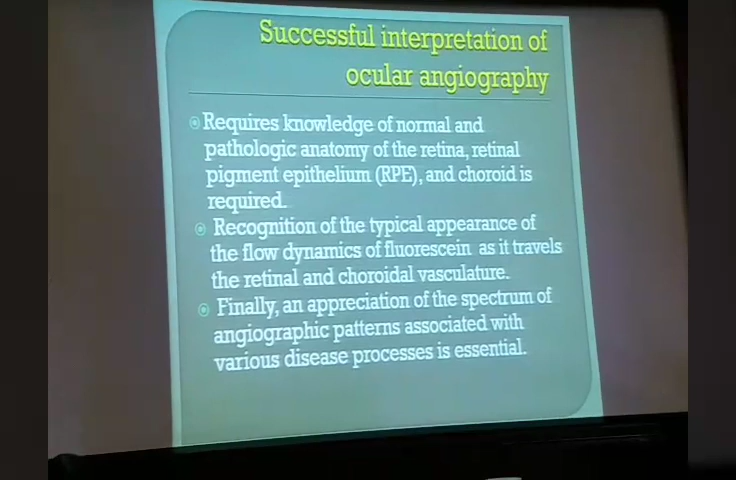 Successful interpretation of
ocular angiography
Requires knowledge of normal and
pathologic anatomy of the retina, retinal
pigment epithelium (RPE), and choroid is
required.
Recognition of the typical appearance of
the flow dynamics of fluorescein as it travels
the retinal and choroidal vasculature.
Finally, an appreciation of the spectrum of
angiographic patterns associated with
various disease processes is essential.